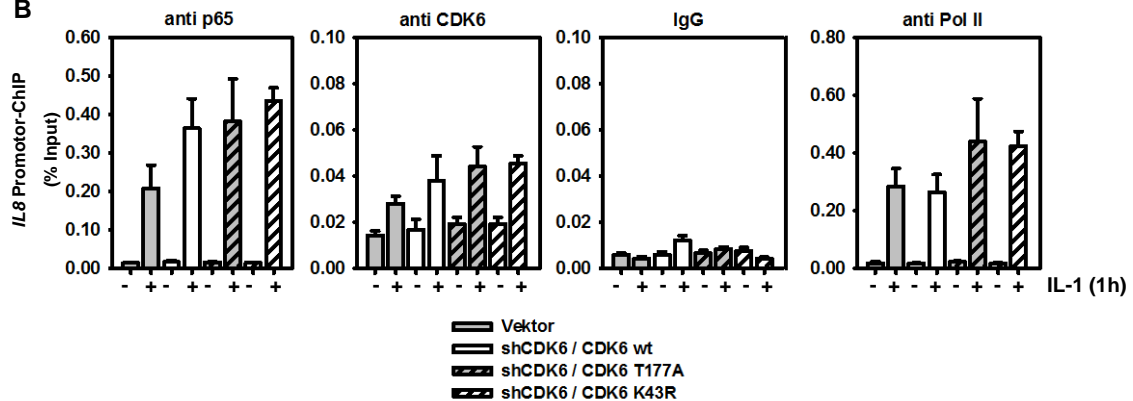 B
anti p65
anti CDK6
IgG
anti Pol II
IL8 Promotor-ChIP
(% Input)
0.60
0.50
0.40
0.30
0.20
0.10
0.00
0.10
0.08
0.06
0.04
0.02
0.00
0.10
0.08
0.06
0.04
0.02
0.00
0.80
0.60
0.40
0.20
0.00
- + - + - + - +
- + - + - + - +
- + - + - + - +
- + - + - + - +
IL-1 (1h)
Vektor
shCDK6 / CDK6 wt
shCDK6 / CDK6 T177A
shCDK6 / CDK6 K43R